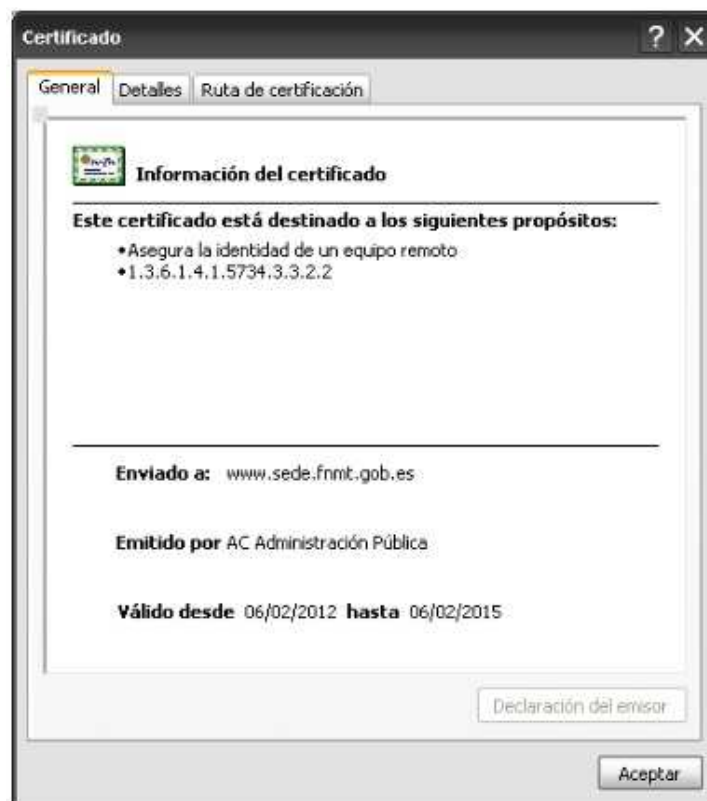 Certificado
General Detalles Ruta de certificación
Información del certificado
Este certificado está destinado a los siguientes propósitos:
•Asegura la identidad de un equipo remoto
•1.3.6.1.4.1.5734.3.3.2.2
Enviado a: www.sede.fnmt.gob.es
Emitido por AC Administración Pública
Válido desde 06/02/2012 hasta 06/02/2015
Declaración del emisor
Aceptar